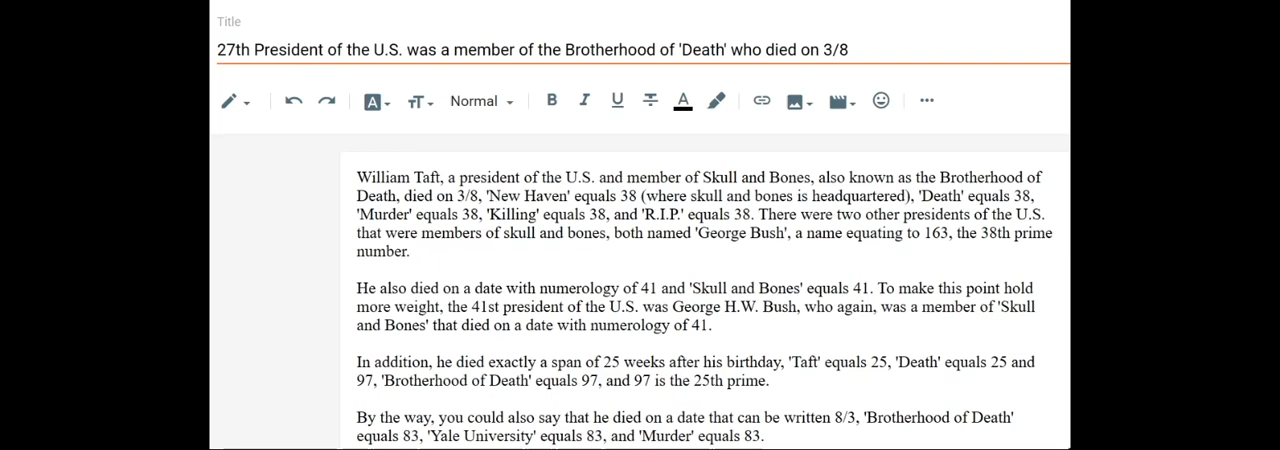 Title
27th President of the U.S. was a member of the Brotherhood of 'Death' who died on 3/8
A TT Normal B I U T A
William Taft, a president of the U.S. and member of Skull and Bones, also known as the Brotherhood of
Death, died on 3/8, 'New Haven' equals 38 (where skull and bones is headquartered), 'Death' equals 38,
'Murder' equals 38, 'Killing' equals 38, and 'R.I.P.' equals 38. There were two other presidents of the U.S.
that were members of skull and bones, both named 'George Bush', a name equating to 163, the 38th prime
number.
He also died on a date with numerology of 41 and 'Skull and Bones' equals 41. To make this point hold
more weight, the 41st president of the U.S. was George H.W. Bush, who again, was a member of 'Skull
and Bones' that died on a date with numerology of 41.
In addition, he died exactly a span of 25 weeks after his birthday, 'Taft' equals 25, 'Death' equals 25 and
97, 'Brotherhood of Death' equals 97, and 97 is the 25th prime.
By the way, you could also say that he died on a date that can be written 8/3, 'Brotherhood of Death'
equals 83, 'Yale University' equals 83, and 'Murder' equals 83.